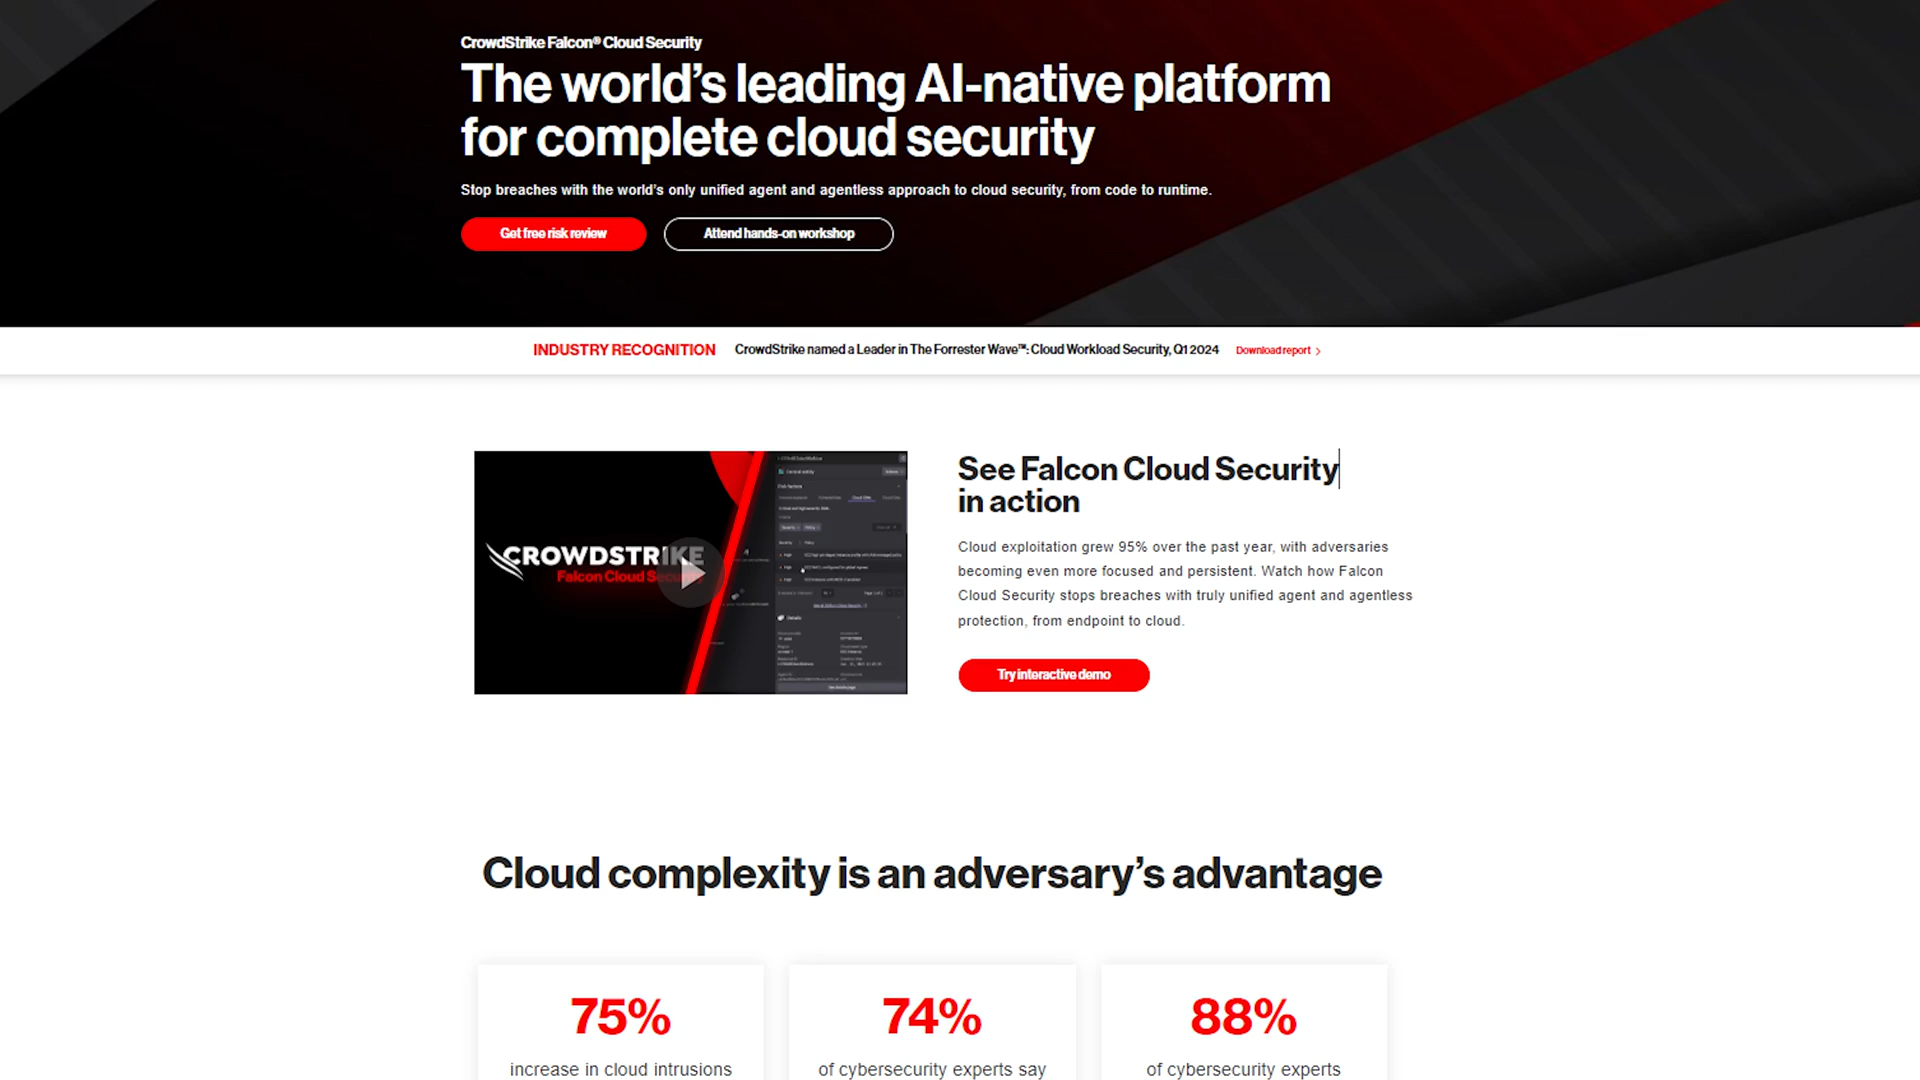 CrowdStrike Falcon® Cloud Security
The world's leading AI-native platform
for complete cloud security
Stop breaches with the world's only unified agent and agentless approach to cloud security, from code to runtime.
Get free risk review
Attend hands-on workshop
INDUSTRY RECOGNITION
CrowdStrike named a Leader in The Forrester Wave™: Cloud Workload Security, Q1 2024
Download report
CROWDSTRIKE
Falcon Cloud Security
Risk factors
Details
See Falcon Cloud Security
in action
Cloud exploitation grew 95% over the past year, with adversaries
becoming even more focused and persistent. Watch how Falcon
Cloud Security stops breaches with truly unified agent and agentless
protection, from endpoint to cloud.
Try interactive demo
Cloud complexity is an adversary's advantage
75%
increase in cloud intrusions
74%
of cybersecurity experts say
88%
of cybersecurity experts